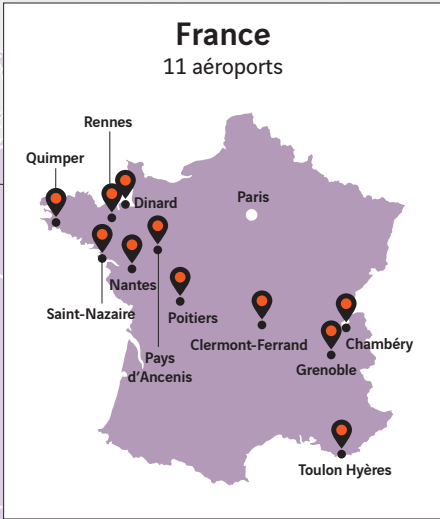 France
11 aéroports
Rennes
Quimper
Dinard
Paris
Nantes
Saint-Nazaire
Poitiers
Pays
d'Ancenis
Clermont-Ferrand
Chambéry
Grenoble
Toulon Hyères